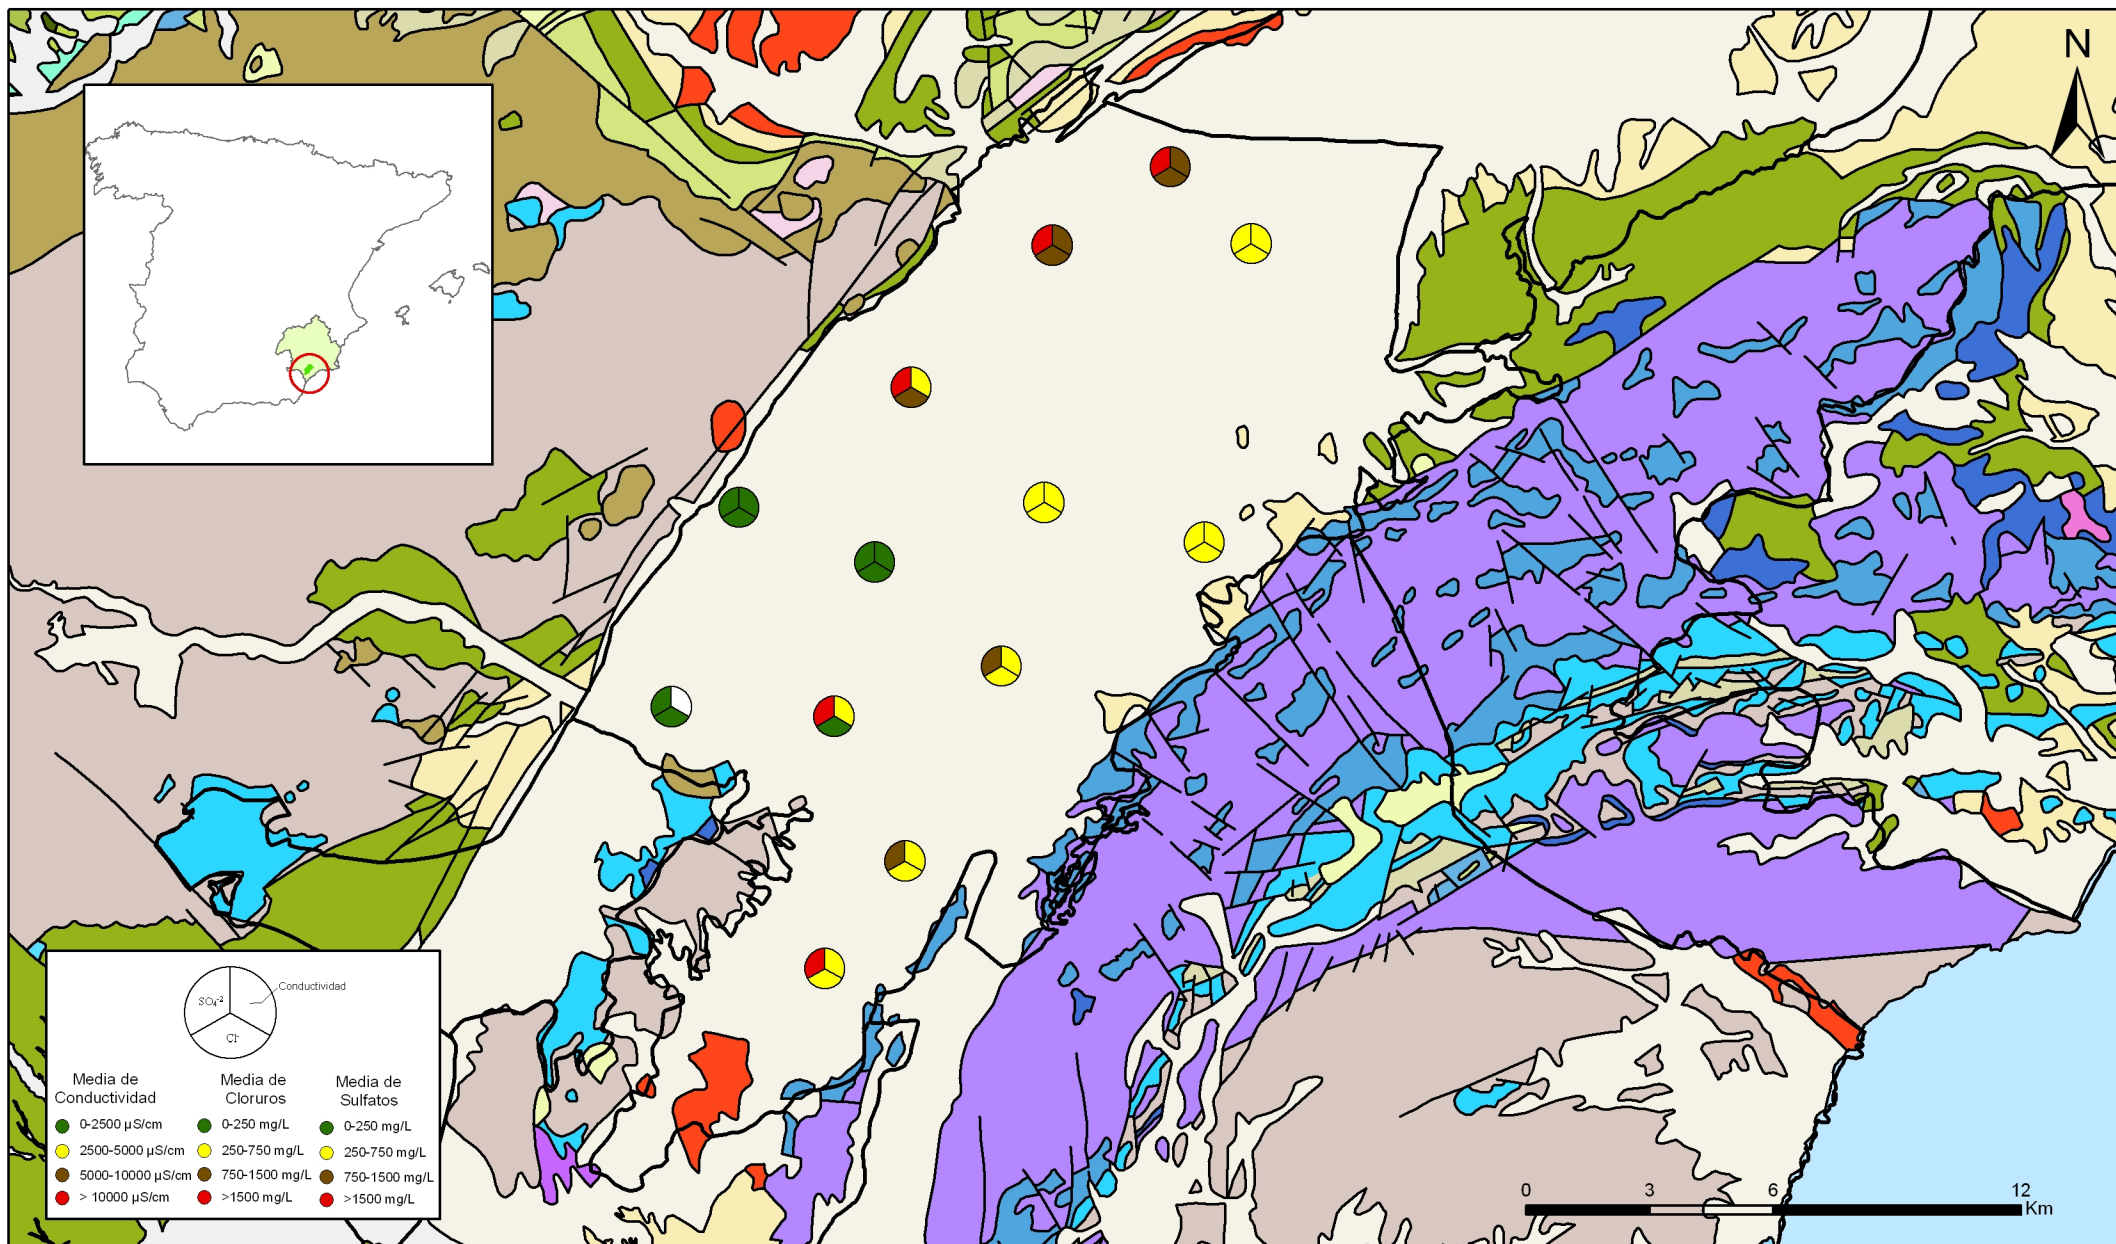 N
SO₄⁻²
Conductividad
Cl⁻
Media de
Conductividad
0-2500 µS/cm
2500-5000 µS/cm
5000-10000 µS/cm
> 10000 µS/cm
Media de
Cloruros
0-250 mg/L
250-750 mg/L
750-1500 mg/L
>1500 mg/L
Media de
Sulfatos
0-250 mg/L
250-750 mg/L
750-1500 mg/L
>1500 mg/L
0 3 6 12
Km